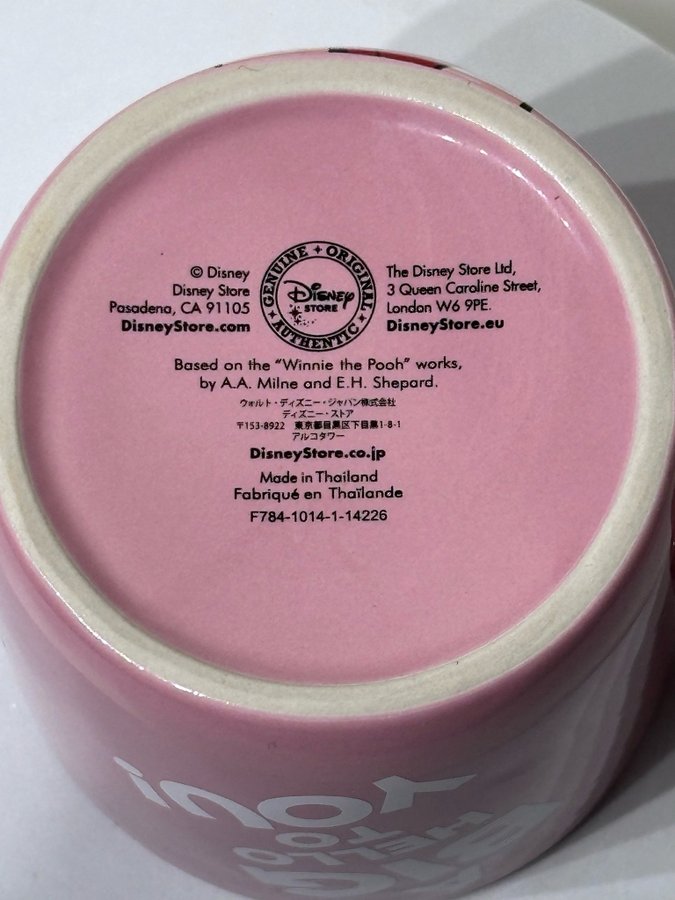 GENUINE ORIGINAL AUTHENTIC
Disney
STORE
© Disney
Disney Store
Pasadena, CA 91105
DisneyStore.com
The Disney Store Ltd,
3 Queen Caroline Street,
London W6 9PE.
DisneyStore.eu
Based on the "Winnie the Pooh" works,
by A.A. Milne and E.H. Shepard.
ウォルト・ディズニー・ジャパン株式会社
ディズニー・ストア
〒153-8922 東京都目黒区下目黒1-8-1
アルコタワー
DisneyStore.co.jp
Made in Thailand
Fabriqué en Thaïlande
F784-1014-1-14226
A
BIG
HELLO
TO
YOU!